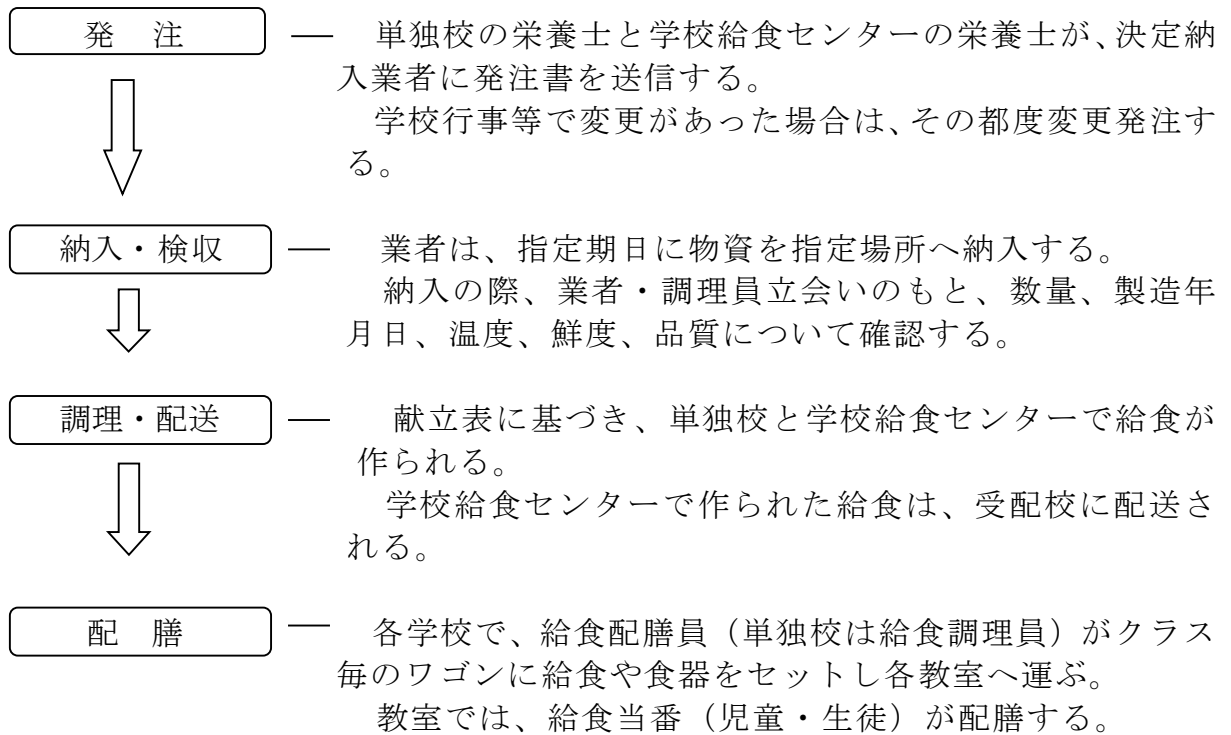 発 注 ― 単独校の栄養士と学校給食センターの栄養士が、決定納
入業者に発注書を送信する。
学校行事等で変更があった場合は、その都度変更発注す
る。
納入・検収 ― 業者は、指定期日に物資を指定場所へ納入する。
納入の際、業者・調理員立会いのもと、数量、製造年
月日、温度、鮮度、品質について確認する。
調理・配送 ― 献立表に基づき、単独校と学校給食センターで給食が
作られる。
学校給食センターで作られた給食は、受配校に配送さ
れる。
配 膳 ― 各学校で、給食配膳員（単独校は給食調理員）がクラス
毎のワゴンに給食や食器をセットし各教室へ運ぶ。
教室では、給食当番（児童・生徒）が配膳する。